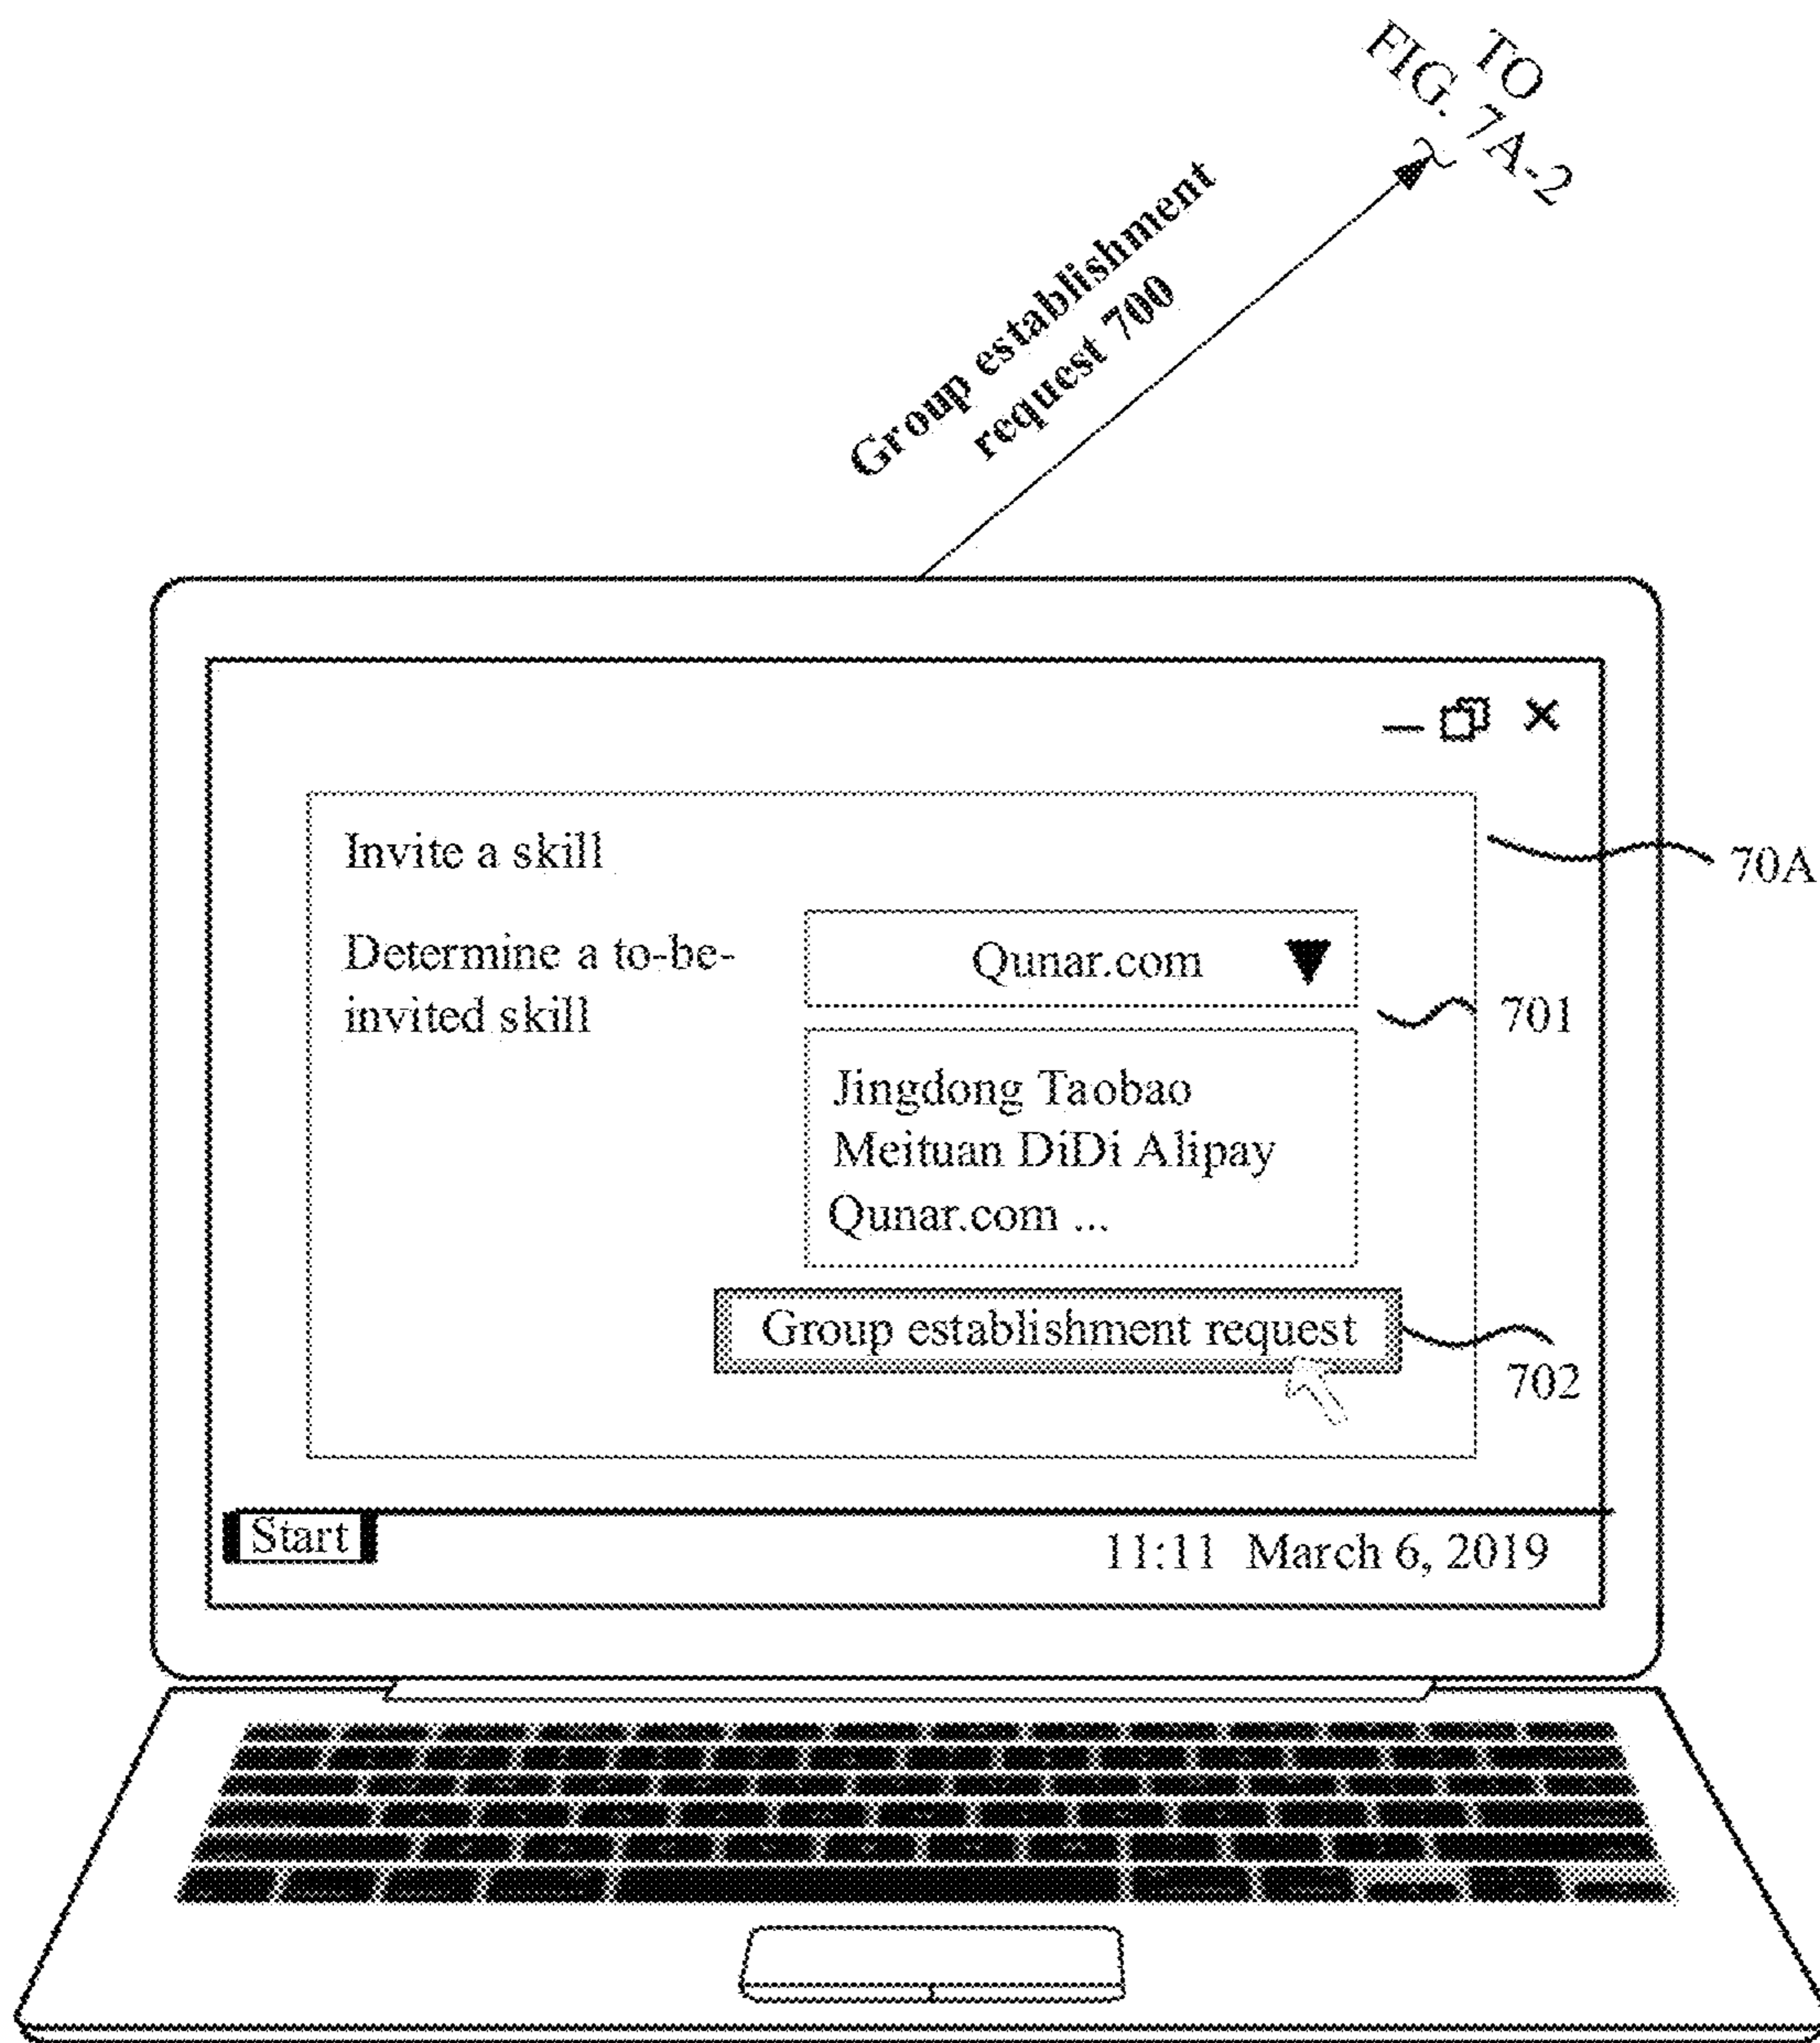 TO
FIG. 7A-2
Group establishment
request 700
Invite a skill
70A
Determine a to-be-
invited skill
Qunar.com
701
Jingdong Taobao
Meituan DiDi Alipay
Qunar.com ...
Group establishment request
702
Start
11:11 March 6, 2019